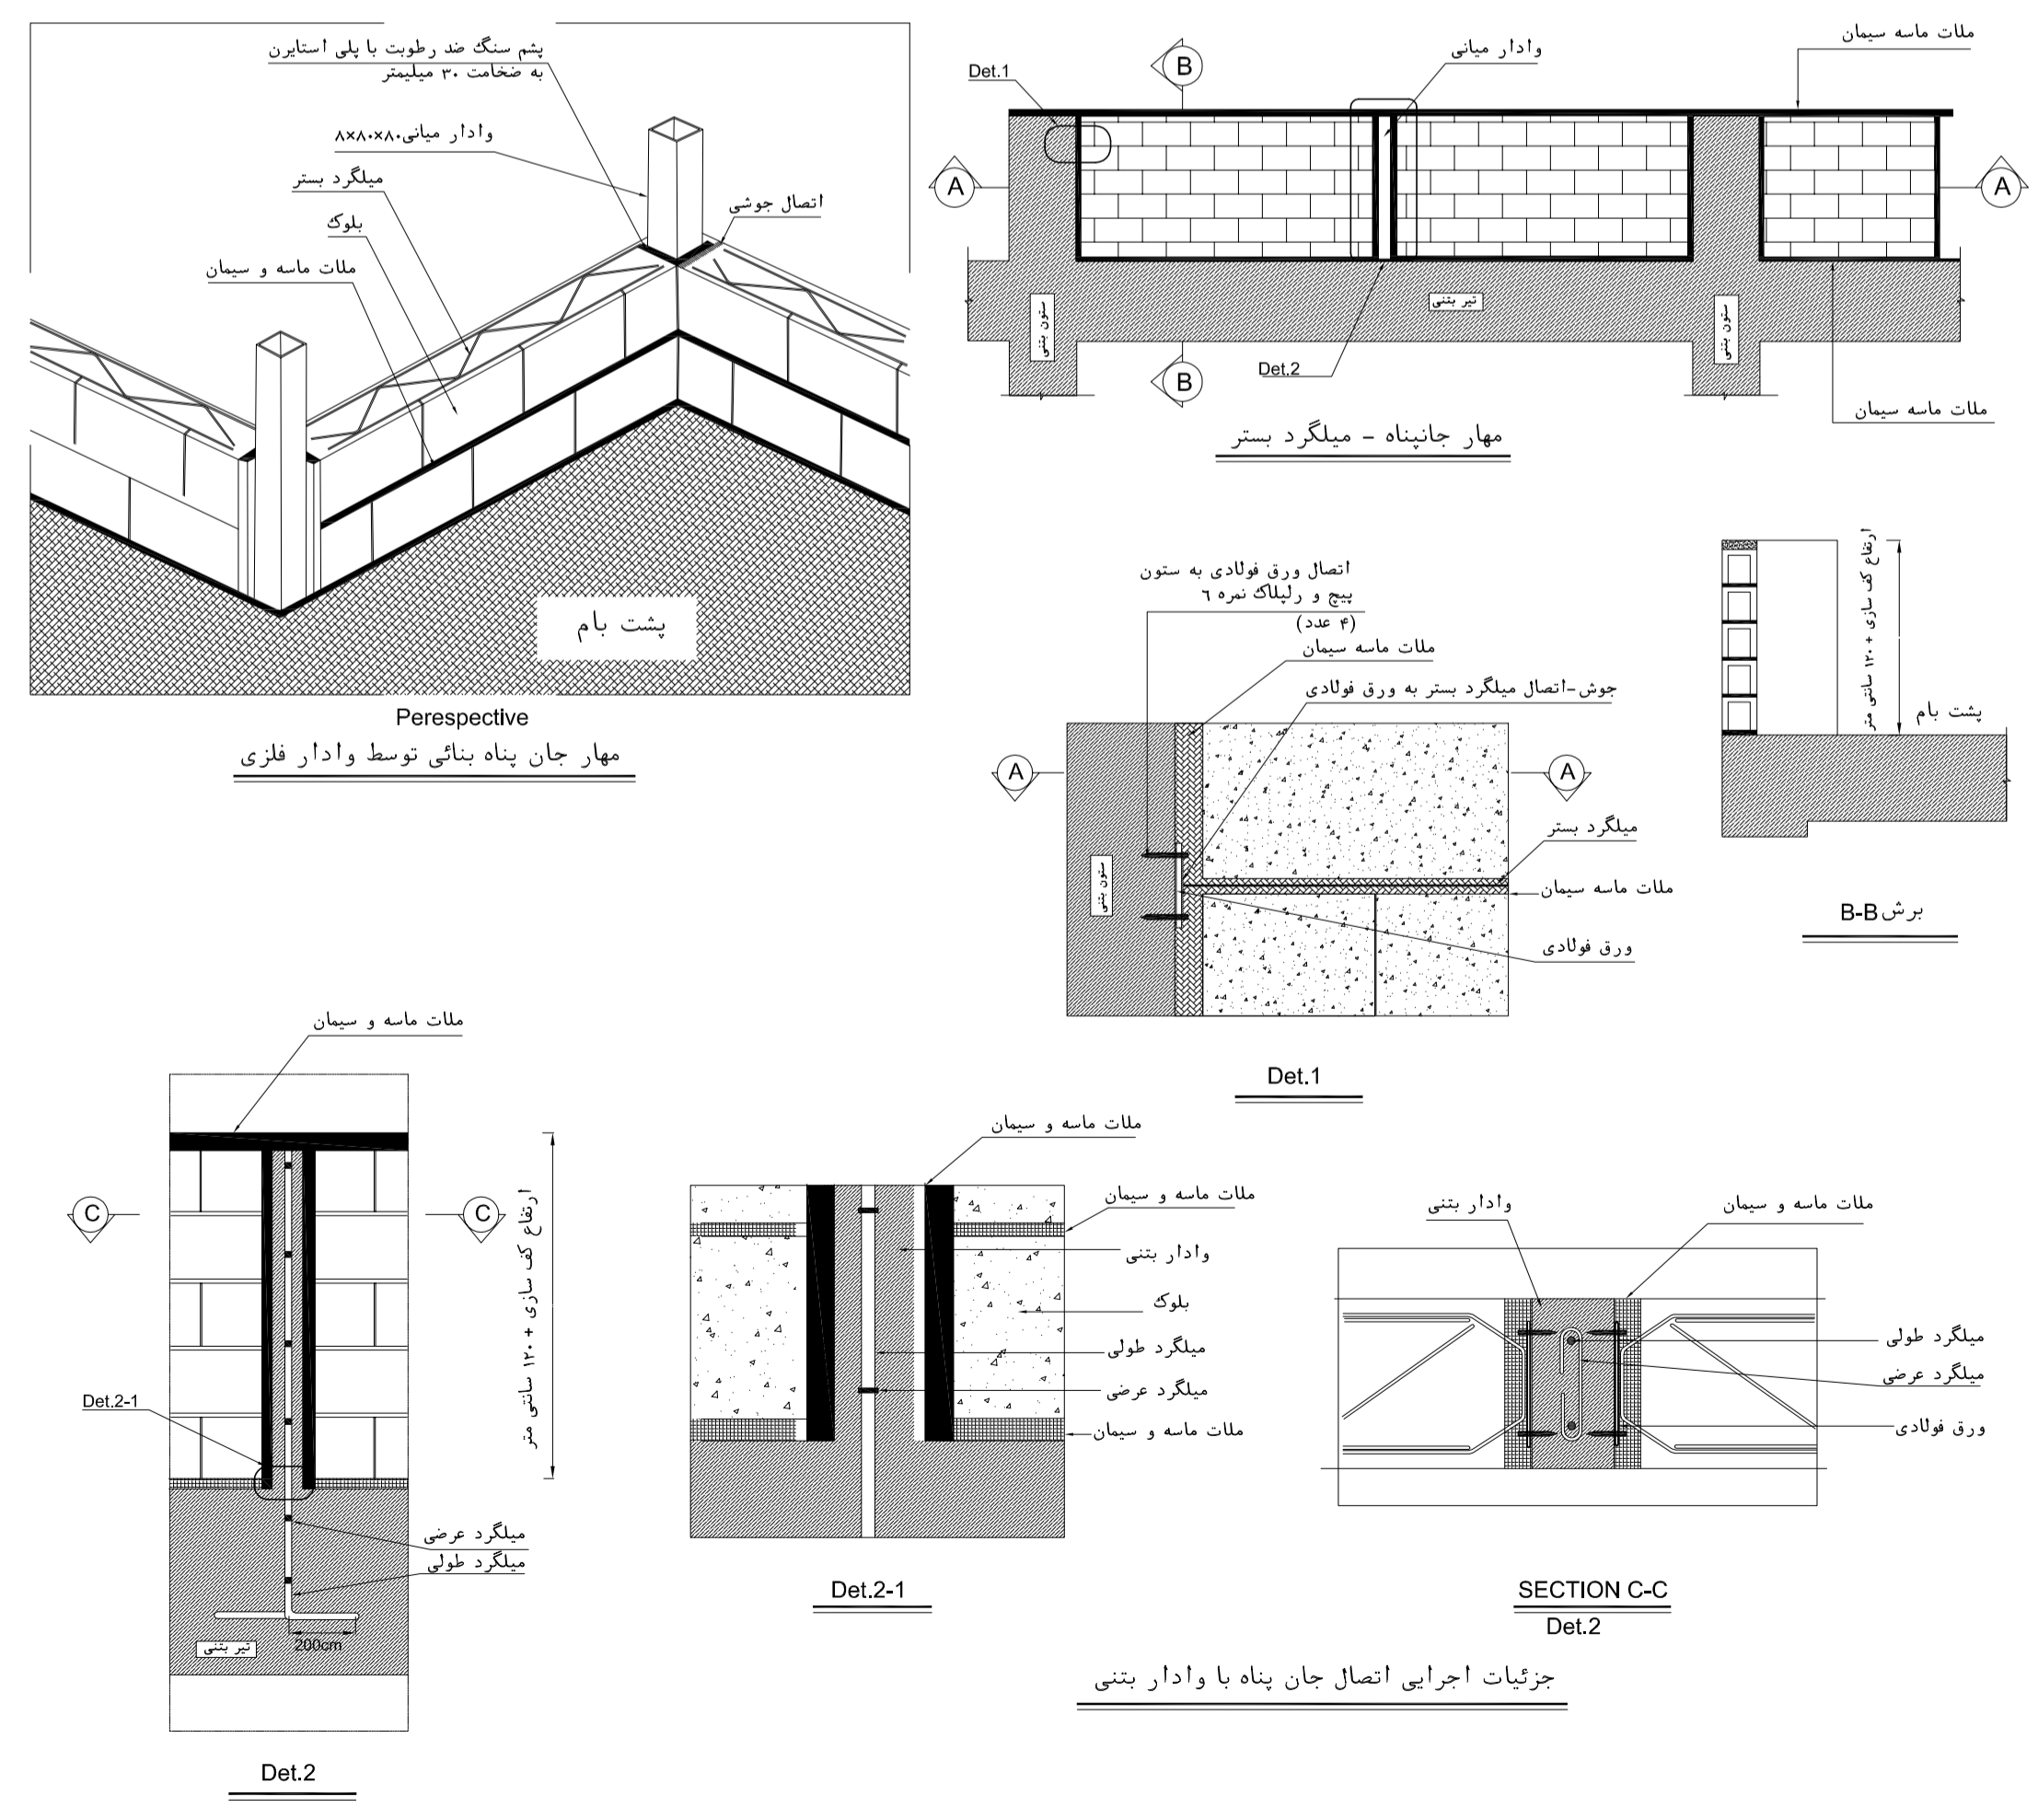 پشم سنگ ضد رطوبت با پلی استایرن
به ضخامت ۳۰ میلیمتر
وادار میانی۸۰×۸۰×۸
میلگرد بستر
بلوک
اتصال جوشی
ملات ماسه و سیمان
پشت بام
Perespective
مهار جان پناه بنائی توسط وادار فلزی
ملات ماسه سیمان
وادار میانی
B
Det.1
A
A
تیر بتنی
ستون بتنی
ستون بتنی
Det.2
B
ملات ماسه سیمان
مهار جانپناه - میلگرد بستر
اتصال ورق فولادی به ستون
پیچ و رلپلاک نمره ٦
(۴ عدد)
ملات ماسه سیمان
جوش-اتصال میلگرد بستر به ورق فولادی
A
A
میلگرد بستر
ستون بتنی
ملات ماسه سیمان
ورق فولادی
Det.1
ارتفاع کف سازی + ۱۲۰ سانتی متر
پشت بام
برش B-B
ملات ماسه و سیمان
C
C
ارتفاع کف سازی + ۱۲۰ سانتی متر
Det.2-1
میلگرد عرضی
میلگرد طولی
200cm
تیر بتنی
Det.2
ملات ماسه و سیمان
ملات ماسه و سیمان
وادار بتنی
بلوک
میلگرد طولی
میلگرد عرضی
ملات ماسه و سیمان
Det.2-1
وادار بتنی
ملات ماسه و سیمان
میلگرد طولی
میلگرد عرضی
ورق فولادی
SECTION C-C
Det.2
جزئیات اجرایی اتصال جان پناه با وادار بتنی